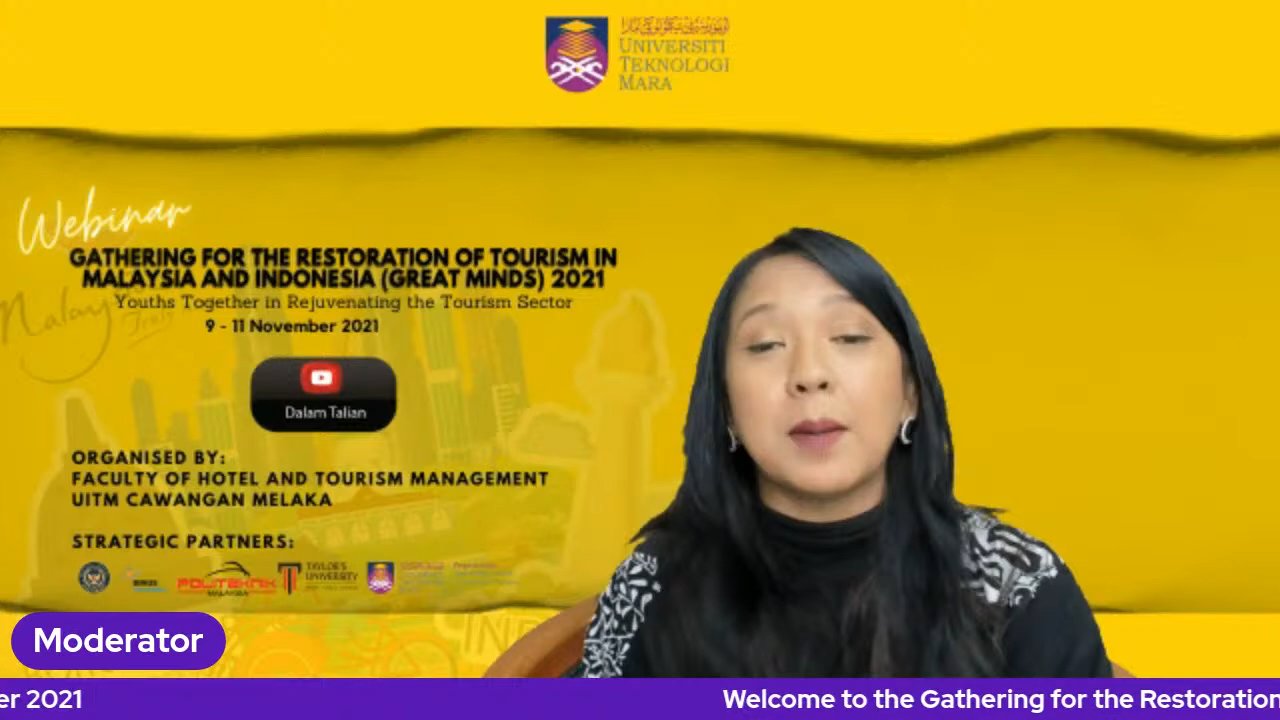 UNIVERSITI
TEKNOLOGI
MARA
Webinar
GATHERING FOR THE RESTORATION OF TOURISM IN
MALAYSIA AND INDONESIA (GREAT MINDS) 2021
Youths Together in Rejuvenating the Tourism Sector
9 - 11 November 2021
Dalam Talian
ORGANISED BY:
FACULTY OF HOTEL AND TOURISM MANAGEMENT
UITM CAWANGAN MELAKA
STRATEGIC PARTNERS:
POLITEKNIK
MALAYSIA
TAYLOR'S
UNIVERSITY
Moderator
er 2021
Welcome to the Gathering for the Restoration